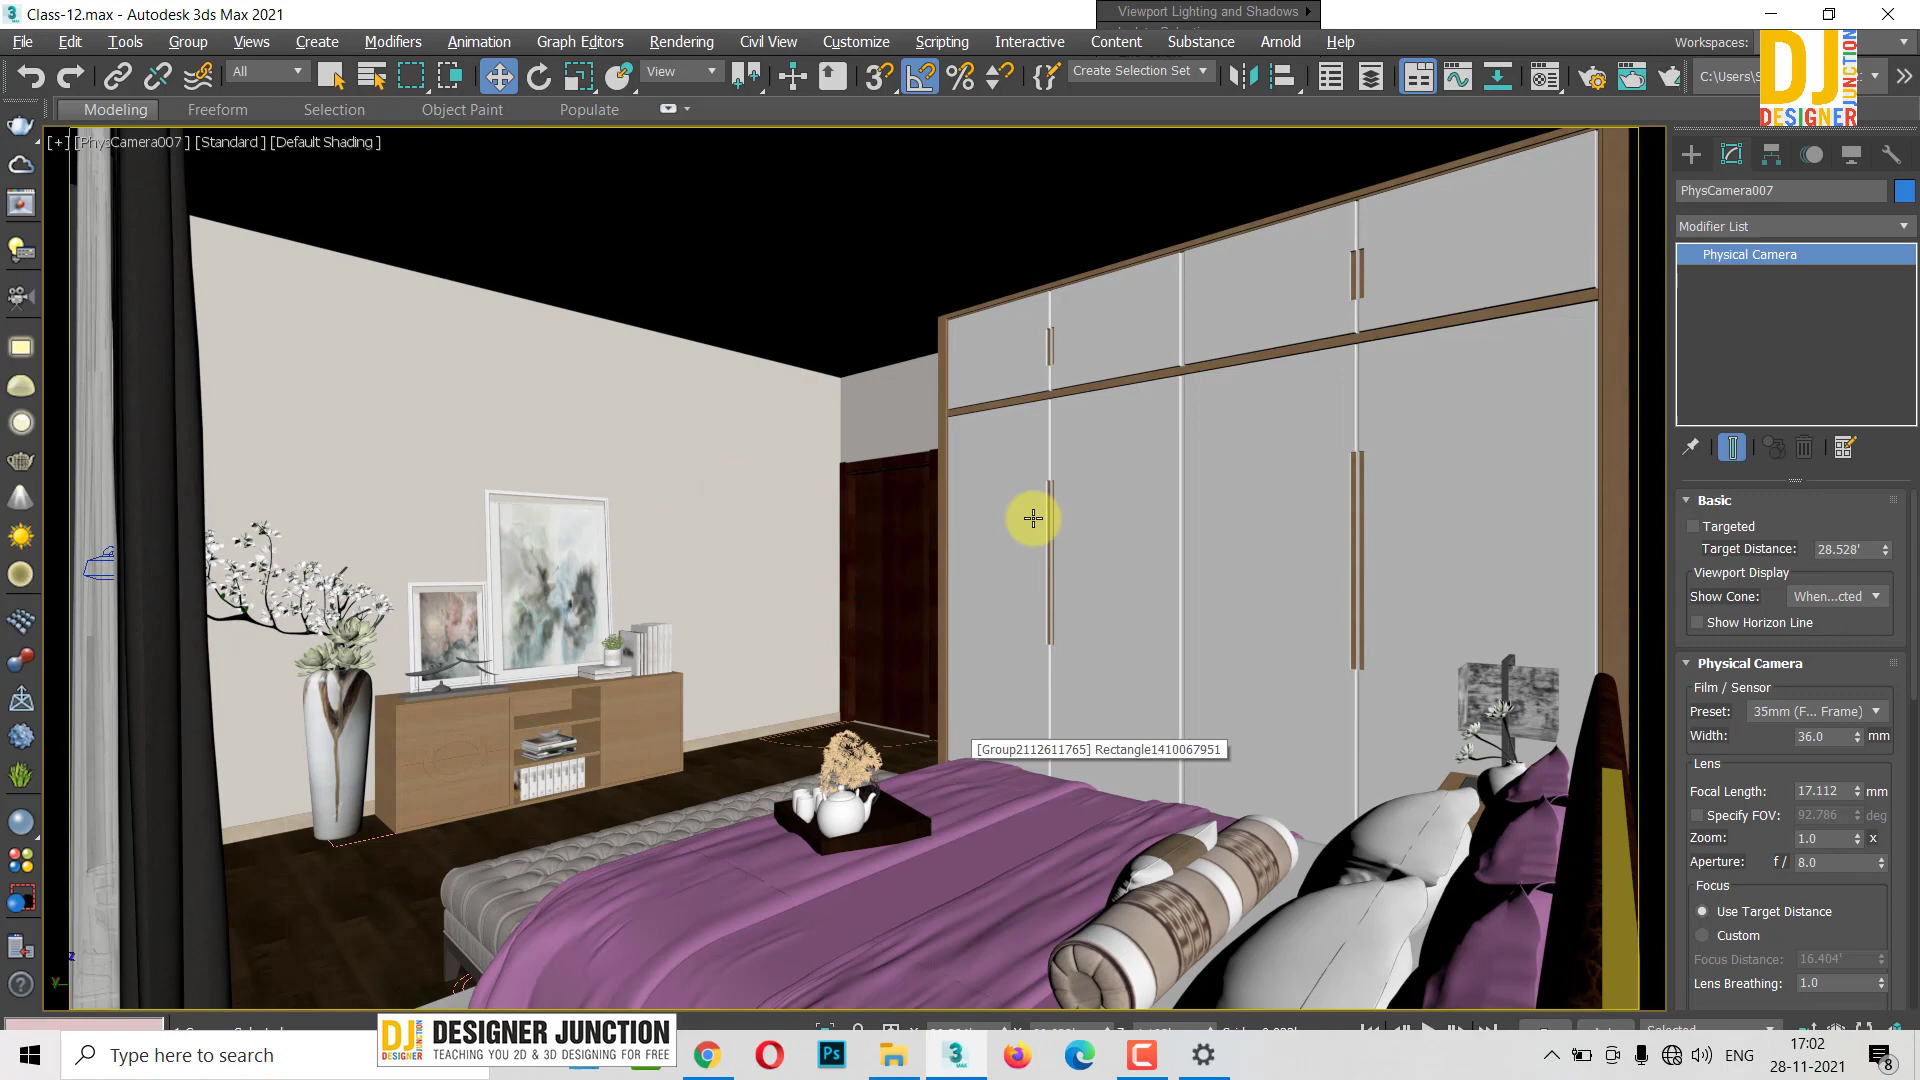 Class-12.max - Autodesk 3ds Max 2021
Viewport Lighting and Shadows
File Edit Tools Group Views Create Modifiers Animation Graph Editors Rendering Civil View Customize Scripting Interactive Content Substance Arnold Help
Workspaces:
All
View
Create Selection Set
C:\Users\S
DJ
JUNCTION
DESIGNER
Modeling Freeform Selection Object Paint Populate
[+] [PhysCamera007 ] [Standard ] [Default Shading ]
PhysCamera007
Modifier List
Physical Camera
Basic
Targeted
Target Distance: 28.528'
Viewport Display
Show Cone: When...cted
Show Horizon Line
Physical Camera
Film / Sensor
Preset: 35mm (F... Frame)
Width: 36.0 mm
Lens
Focal Length: 17.112 mm
Specify FOV: 92.786 deg
Zoom: 1.0 x
Aperture: f / 8.0
Focus
Use Target Distance
Custom
Focus Distance: 16.404'
Lens Breathing: 1.0
[Group2112611765] Rectangle1410067951
DJ
DESIGNER
DESIGNER JUNCTION
TEACHING YOU 2D & 3D DESIGNING FOR FREE
Type here to search
Ps
3
MAX
ENG
17:02
28-11-2021
8